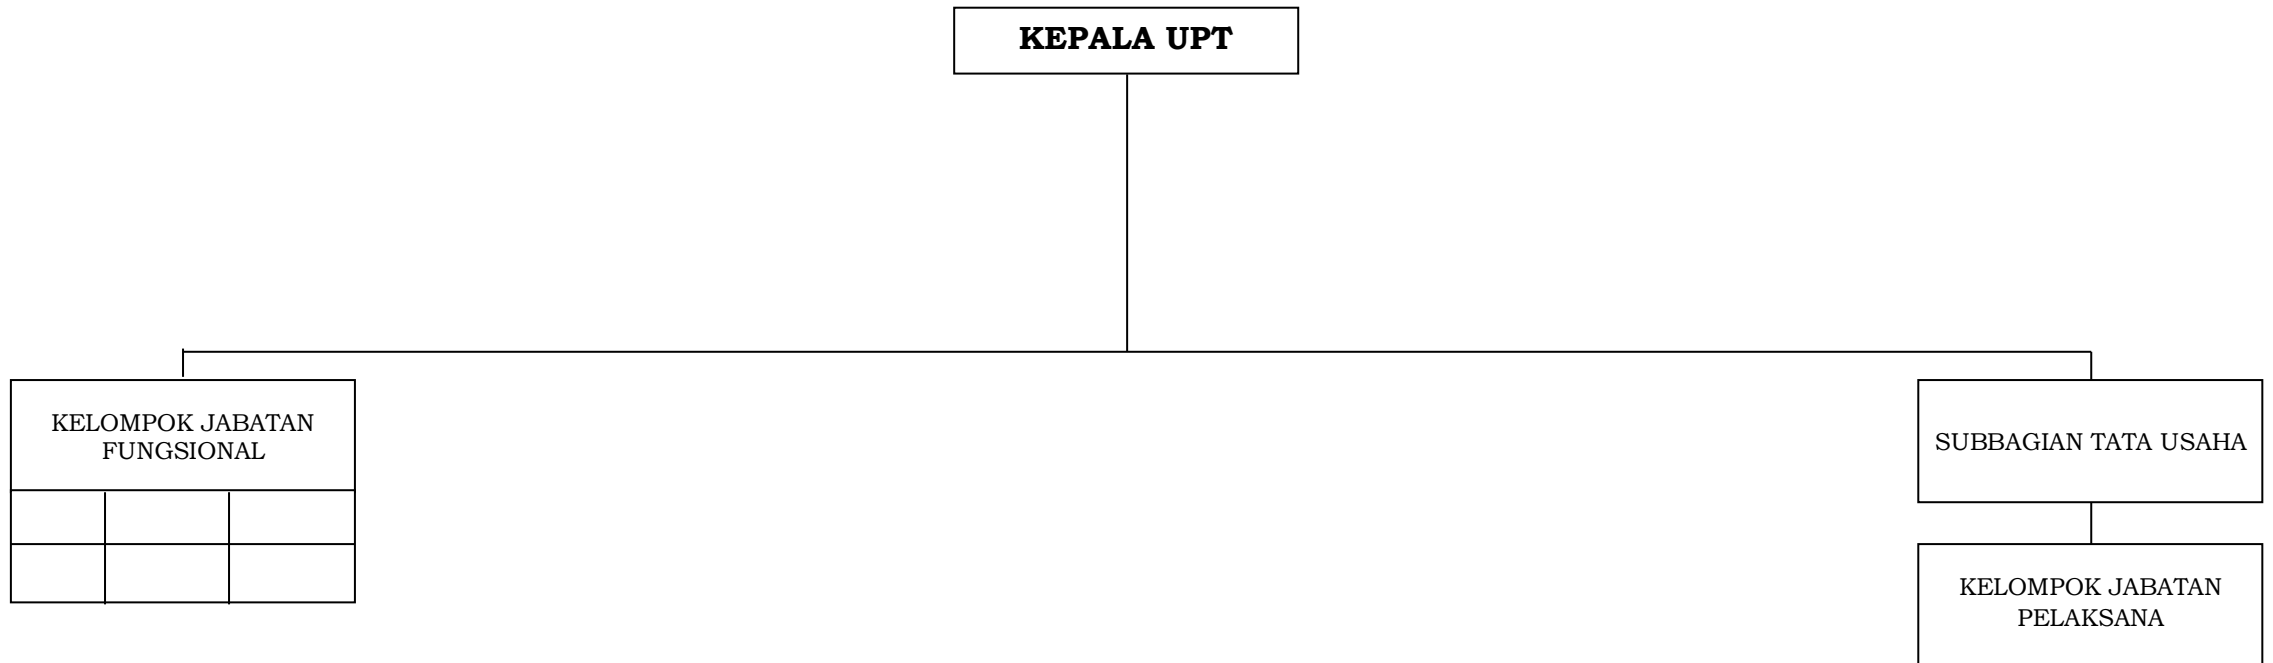 KEPALA UPT
KELOMPOK JABATAN
FUNGSIONAL
SUBBAGIAN TATA USAHA
KELOMPOK JABATAN
PELAKSANA